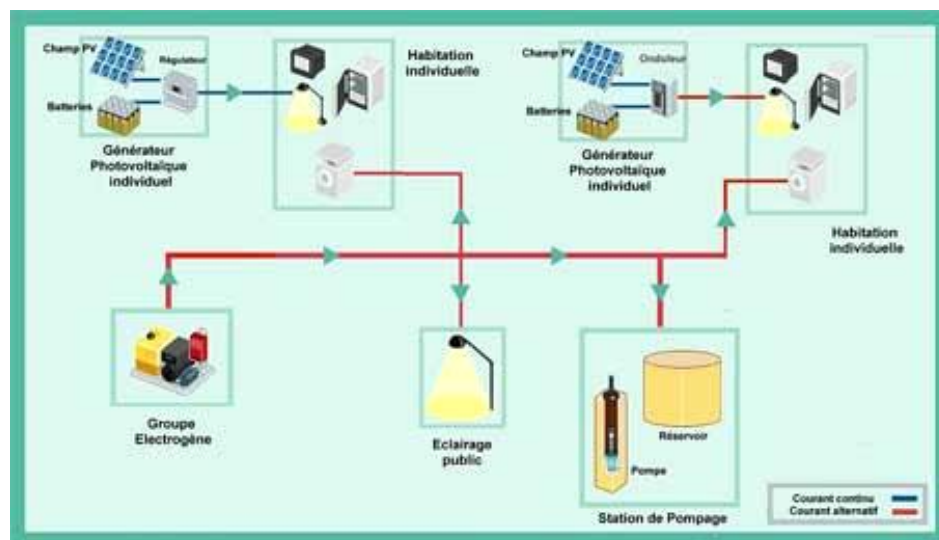 Champ PV
Régulateur
Batteries
Générateur
Photovoltaïque
individuel
Habitation
individuelle
Champ PV
Onduleur
Batteries
Générateur
Photovoltaïque
individuel
Habitation
individuelle
Groupe
Electrogène
Eclairage
public
Réservoir
Pompe
Station de Pompage
Courant continu
Courant alternatif